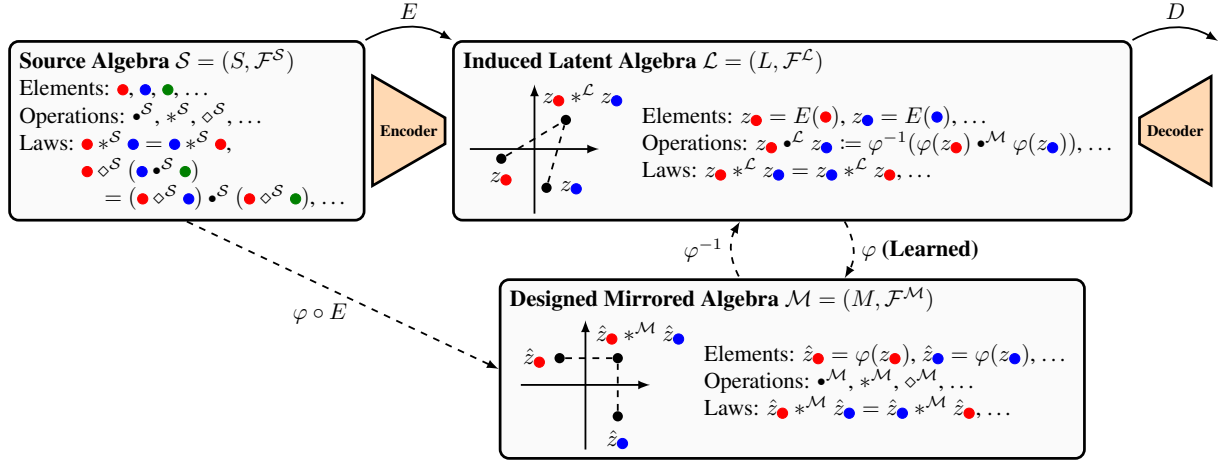 E
D
Source Algebra 𝒮 = (S, ℱ^𝒮)
Elements: ●, ●, ●, …
Operations: •^𝒮, *^𝒮, ◇^𝒮, …
Laws: ● *^𝒮 ● = ● *^𝒮 ●,
● ◇^𝒮 (● •^𝒮 ●)
= (● ◇^𝒮 ●) •^𝒮 (● ◇^𝒮 ●), …
Encoder
Induced Latent Algebra ℒ = (L, ℱ^ℒ)
z● *^ℒ z●
z●
z●
Elements: z● = E(●), z● = E(●), …
Operations: z● •^ℒ z● := φ⁻¹(φ(z●) •^ℳ φ(z●)), …
Laws: z● *^ℒ z● = z● *^ℒ z●, …
Decoder
φ ∘ E
φ⁻¹
φ (Learned)
Designed Mirrored Algebra ℳ = (M, ℱ^ℳ)
ẑ● *^ℳ ẑ●
ẑ●
ẑ●
Elements: ẑ● = φ(z●), ẑ● = φ(z●), …
Operations: •^ℳ, *^ℳ, ◇^ℳ, …
Laws: ẑ● *^ℳ ẑ● = ẑ● *^ℳ ẑ●, …